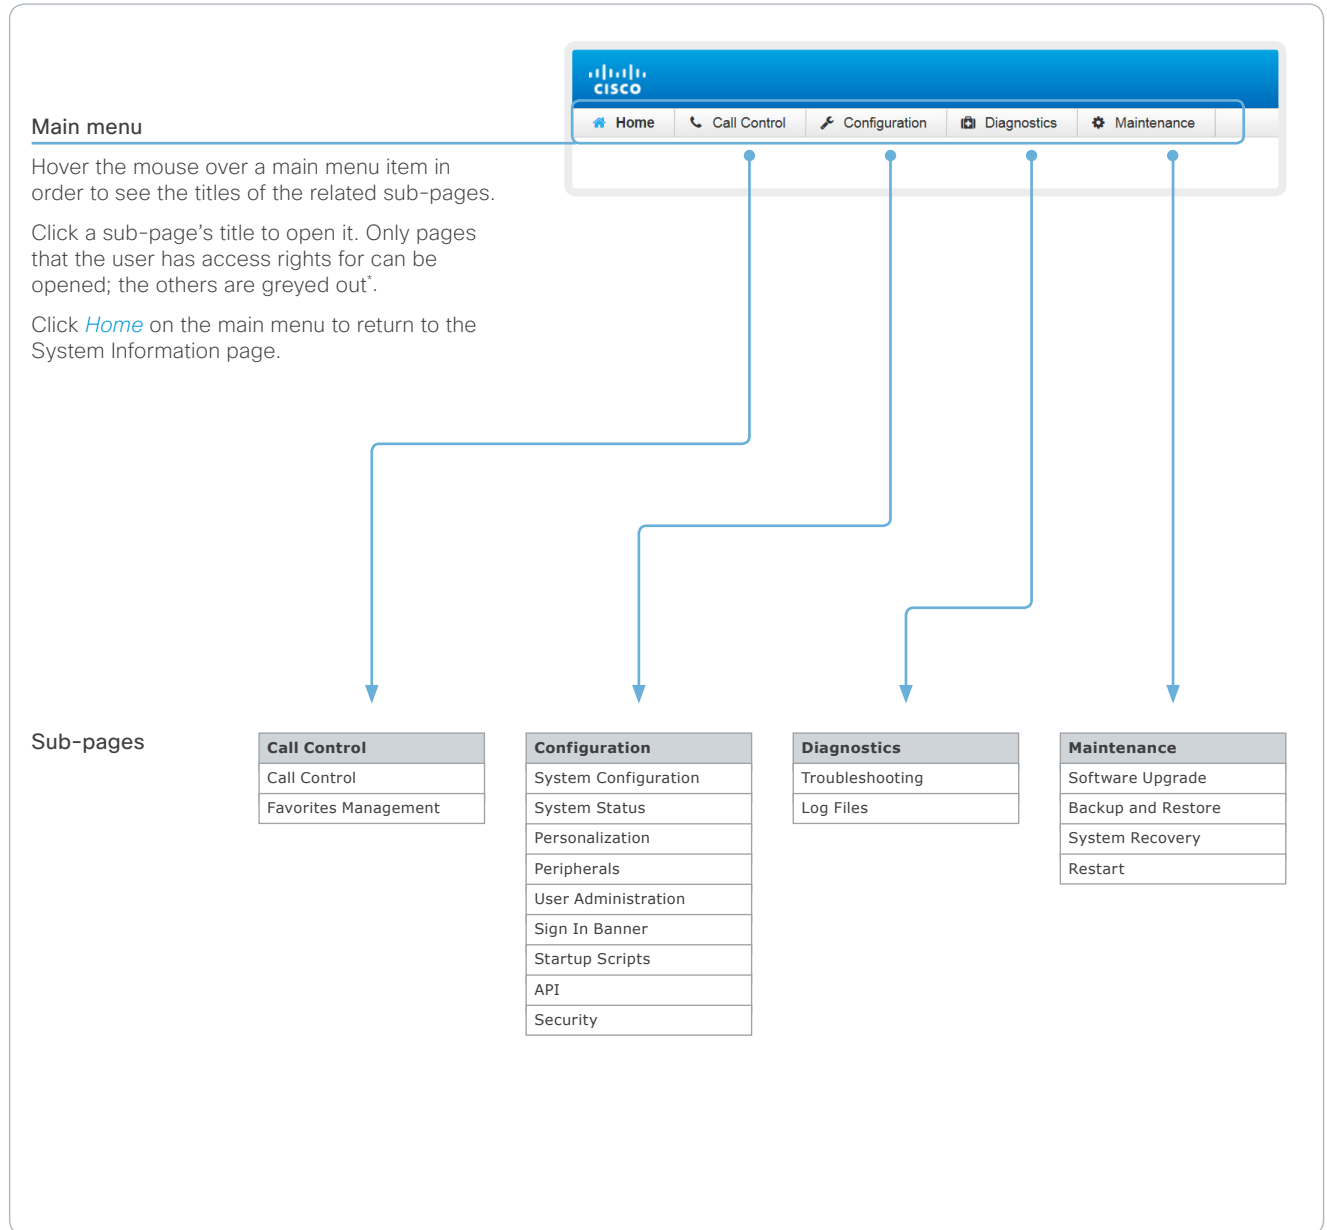 CISCO
Home Call Control Configuration Diagnostics Maintenance
Main menu
Hover the mouse over a main menu item in
order to see the titles of the related sub-pages.
Click a sub-page’s title to open it. Only pages
that the user has access rights for can be
opened; the others are greyed out*.
Click Home on the main menu to return to the
System Information page.
Sub-pages
Call Control
Call Control
Favorites Management
Configuration
System Configuration
System Status
Personalization
Peripherals
User Administration
Sign In Banner
Startup Scripts
API
Security
Diagnostics
Troubleshooting
Log Files
Maintenance
Software Upgrade
Backup and Restore
System Recovery
Restart